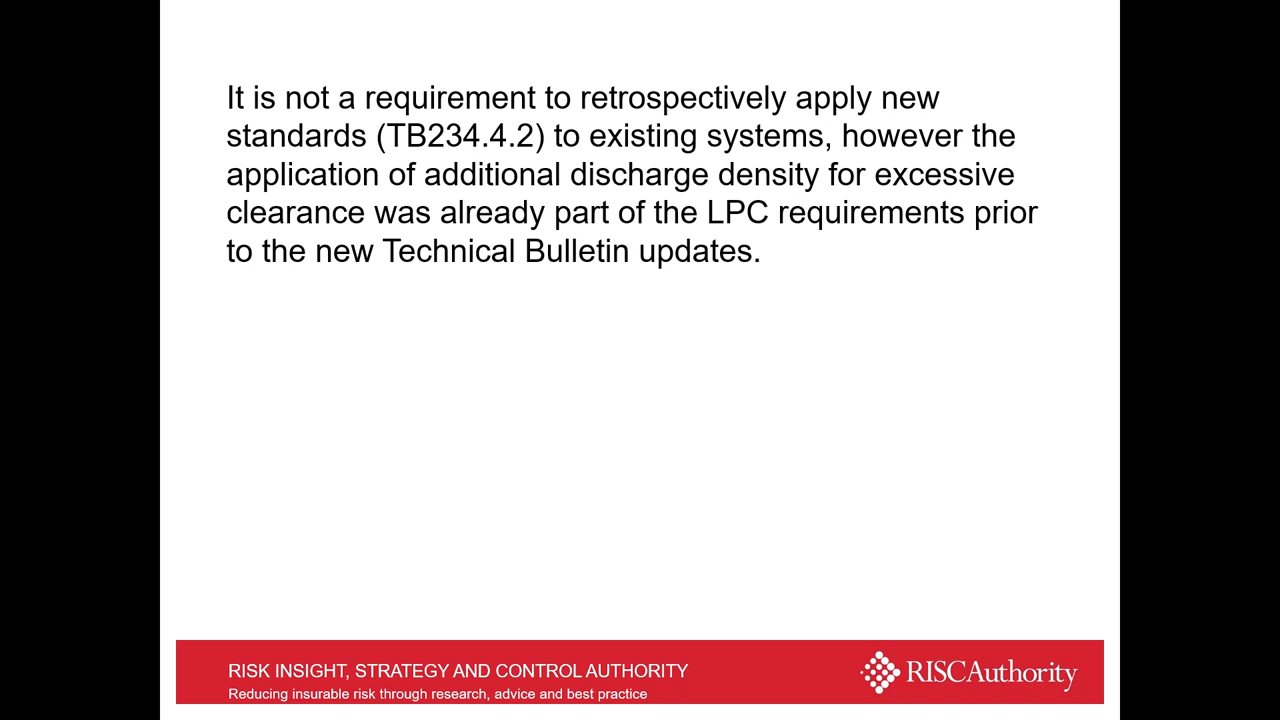 It is not a requirement to retrospectively apply new
standards (TB234.4.2) to existing systems, however the
application of additional discharge density for excessive
clearance was already part of the LPC requirements prior
to the new Technical Bulletin updates.
RISK INSIGHT, STRATEGY AND CONTROL AUTHORITY
Reducing insurable risk through research, advice and best practice
RISCAuthority